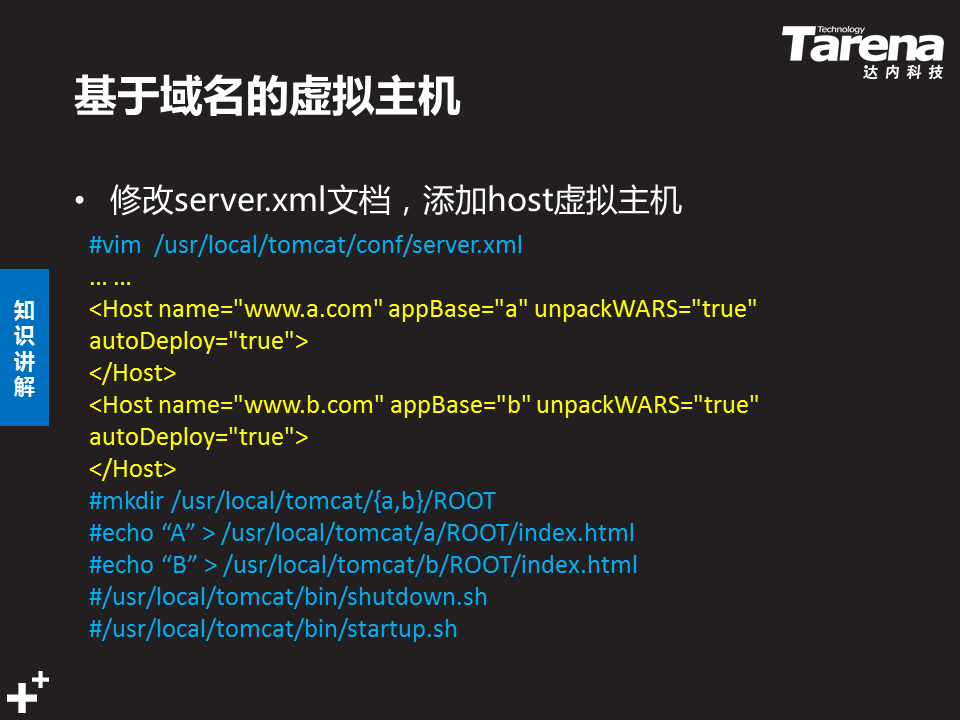 Technology
Tarena
达内科技
基于域名的虚拟主机
• 修改server.xml文档，添加host虚拟主机
#vim /usr/local/tomcat/conf/server.xml
… …
<Host name="www.a.com" appBase="a" unpackWARS="true"
autoDeploy="true">
</Host>
<Host name="www.b.com" appBase="b" unpackWARS="true"
autoDeploy="true">
</Host>
#mkdir /usr/local/tomcat/{a,b}/ROOT
#echo “A” > /usr/local/tomcat/a/ROOT/index.html
#echo “B” > /usr/local/tomcat/b/ROOT/index.html
#/usr/local/tomcat/bin/shutdown.sh
#/usr/local/tomcat/bin/startup.sh
知识讲解